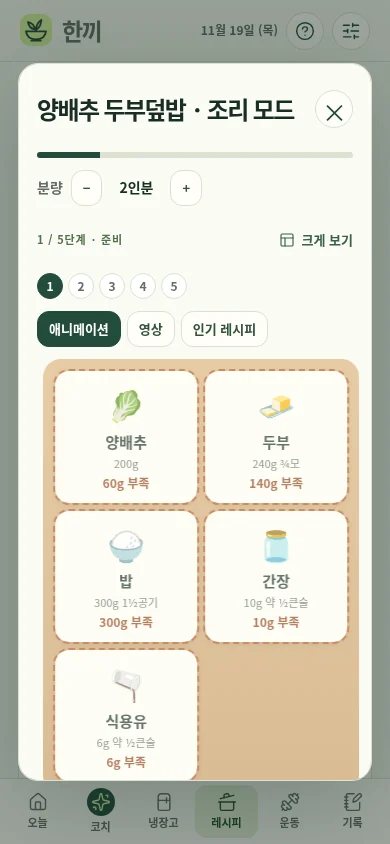 한끼
11월 19일 (목)
양배추 두부덮밥 · 조리 모드
분량 − 2인분 +
1 / 5단계 · 준비
크게 보기
1 2 3 4 5
애니메이션 영상 인기 레시피
양배추
200g
60g 부족
두부
240g ¾모
140g 부족
밥
300g 1½공기
300g 부족
간장
10g 약 ½큰술
10g 부족
식용유
6g 약 ½큰술
6g 부족
오늘 코치 냉장고 레시피 운동 기록